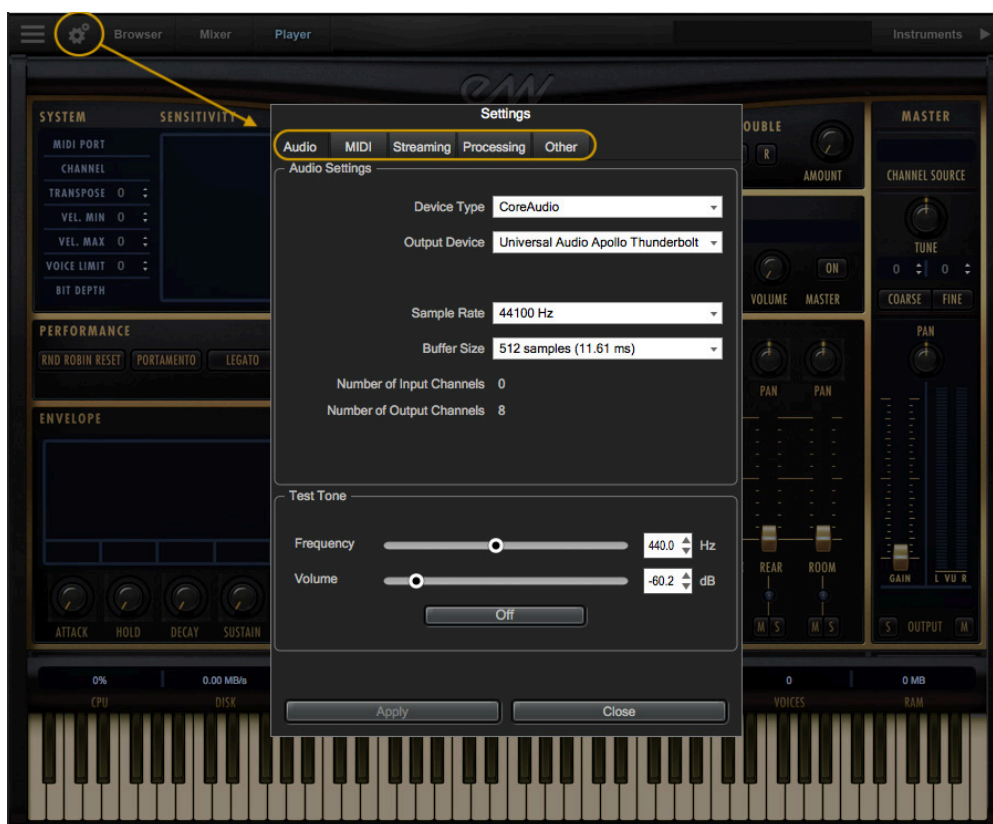 Browser Mixer Player Instruments
SYSTEM SENSITIVITY
MIDI PORT
CHANNEL
TRANSPOSE 0
VEL. MIN 0
VEL. MAX 0
VOICE LIMIT 0
BIT DEPTH
PERFORMANCE
RND ROBIN RESET PORTAMENTO LEGATO
ENVELOPE
ATTACK HOLD DECAY SUSTAIN
Settings
Audio MIDI Streaming Processing Other
Audio Settings
Device Type CoreAudio
Output Device Universal Audio Apollo Thunderbolt
Sample Rate 44100 Hz
Buffer Size 512 samples (11.61 ms)
Number of Input Channels 0
Number of Output Channels 8
Test Tone
Frequency 440.0 Hz
Volume -60.2 dB
Off
Apply Close
OUBLE
R
AMOUNT
ON
VOLUME MASTER
PAN PAN
REAR ROOM
M S M S
MASTER
CHANNEL SOURCE
TUNE
0 0
COARSE FINE
PAN
GAIN L VU R
S OUTPUT M
0% 0.00 MB/s 0 0 MB
CPU DISK VOICES RAM